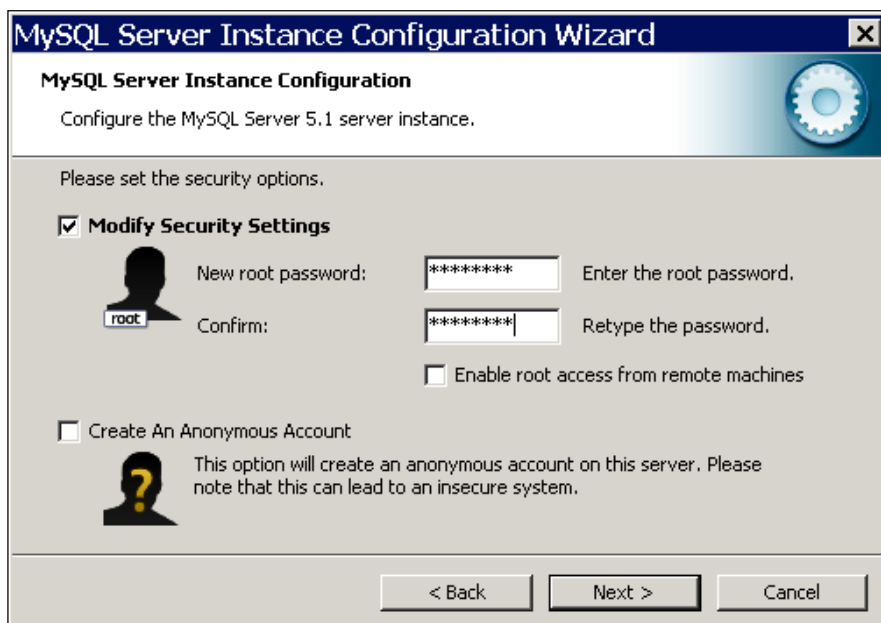 MySQL Server Instance Configuration Wizard
MySQL Server Instance Configuration
Configure the MySQL Server 5.1 server instance.
Please set the security options.
Modify Security Settings
New root password: ******** Enter the root password.
root
Confirm: ******** Retype the password.
Enable root access from remote machines
Create An Anonymous Account
?
This option will create an anonymous account on this server. Please
note that this can lead to an insecure system.
< Back Next > Cancel